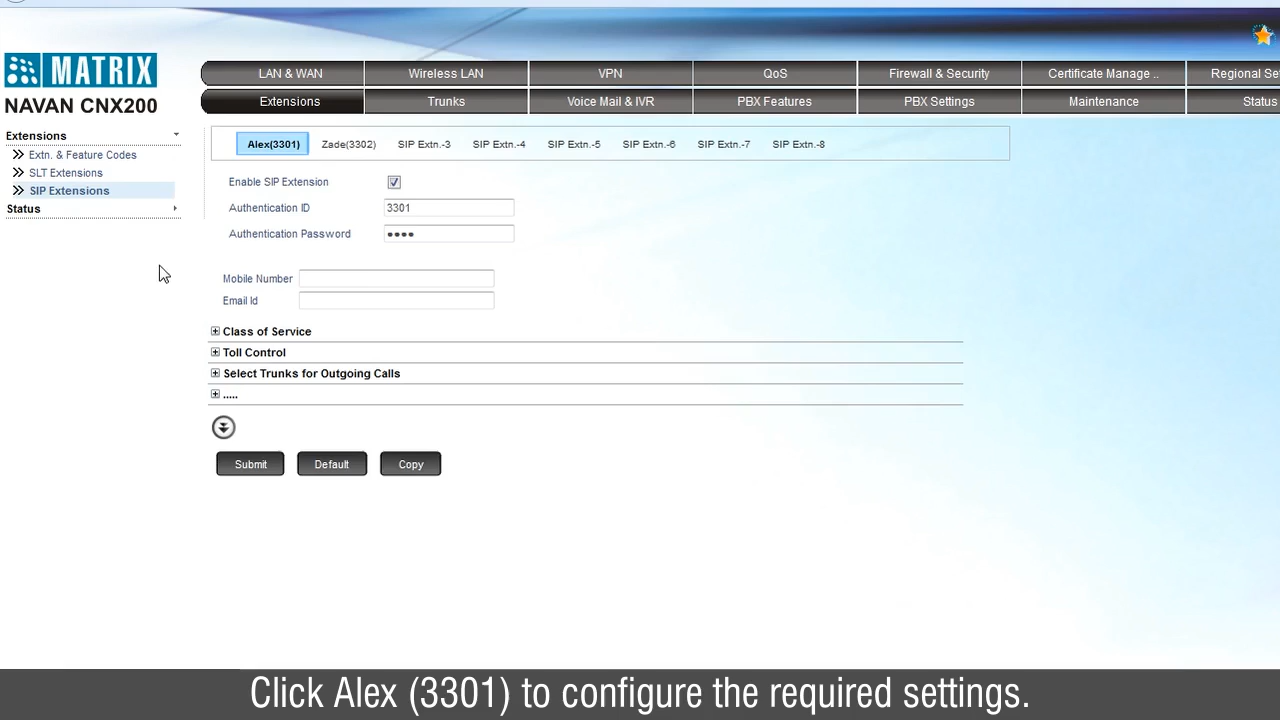 MATRIX
NAVAN CNX200
LAN & WAN Wireless LAN VPN QoS Firewall & Security Certificate Manage .. Regional Se
Extensions Trunks Voice Mail & IVR PBX Features PBX Settings Maintenance Status
Extensions
Extn. & Feature Codes
SLT Extensions
SIP Extensions
Status
Alex(3301) Zade(3302) SIP Extn.-3 SIP Extn.-4 SIP Extn.-5 SIP Extn.-6 SIP Extn.-7 SIP Extn.-8
Enable SIP Extension
Authentication ID 3301
Authentication Password ••••
Mobile Number
Email Id
Class of Service
Toll Control
Select Trunks for Outgoing Calls
.....
Submit Default Copy
Click Alex (3301) to configure the required settings.